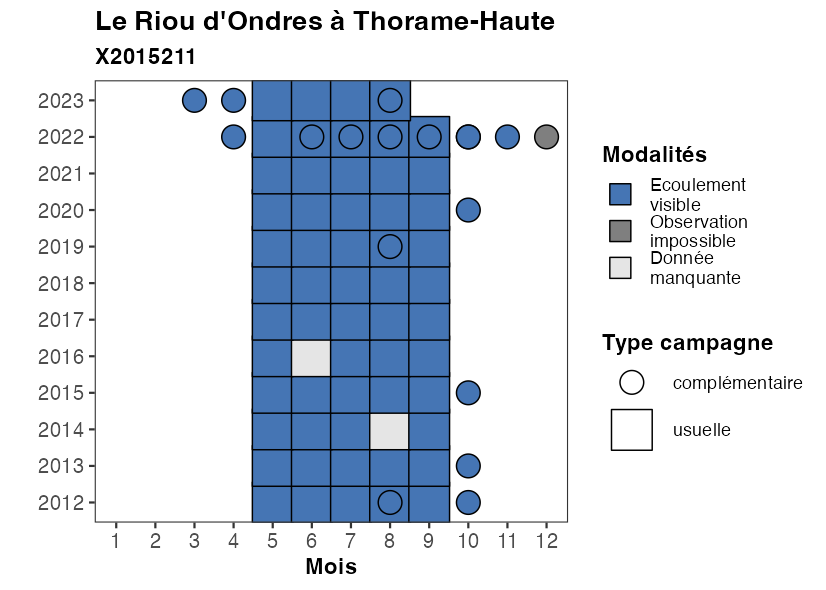 Le Riou d'Ondres à Thorame-Haute
X2015211
2023
2022
2021
2020
2019
2018
2017
2016
2015
2014
2013
2012
1 2 3 4 5 6 7 8 9 10 11 12
Mois
Modalités
Ecoulement
visible
Observation
impossible
Donnée
manquante
Type campagne
complémentaire
usuelle